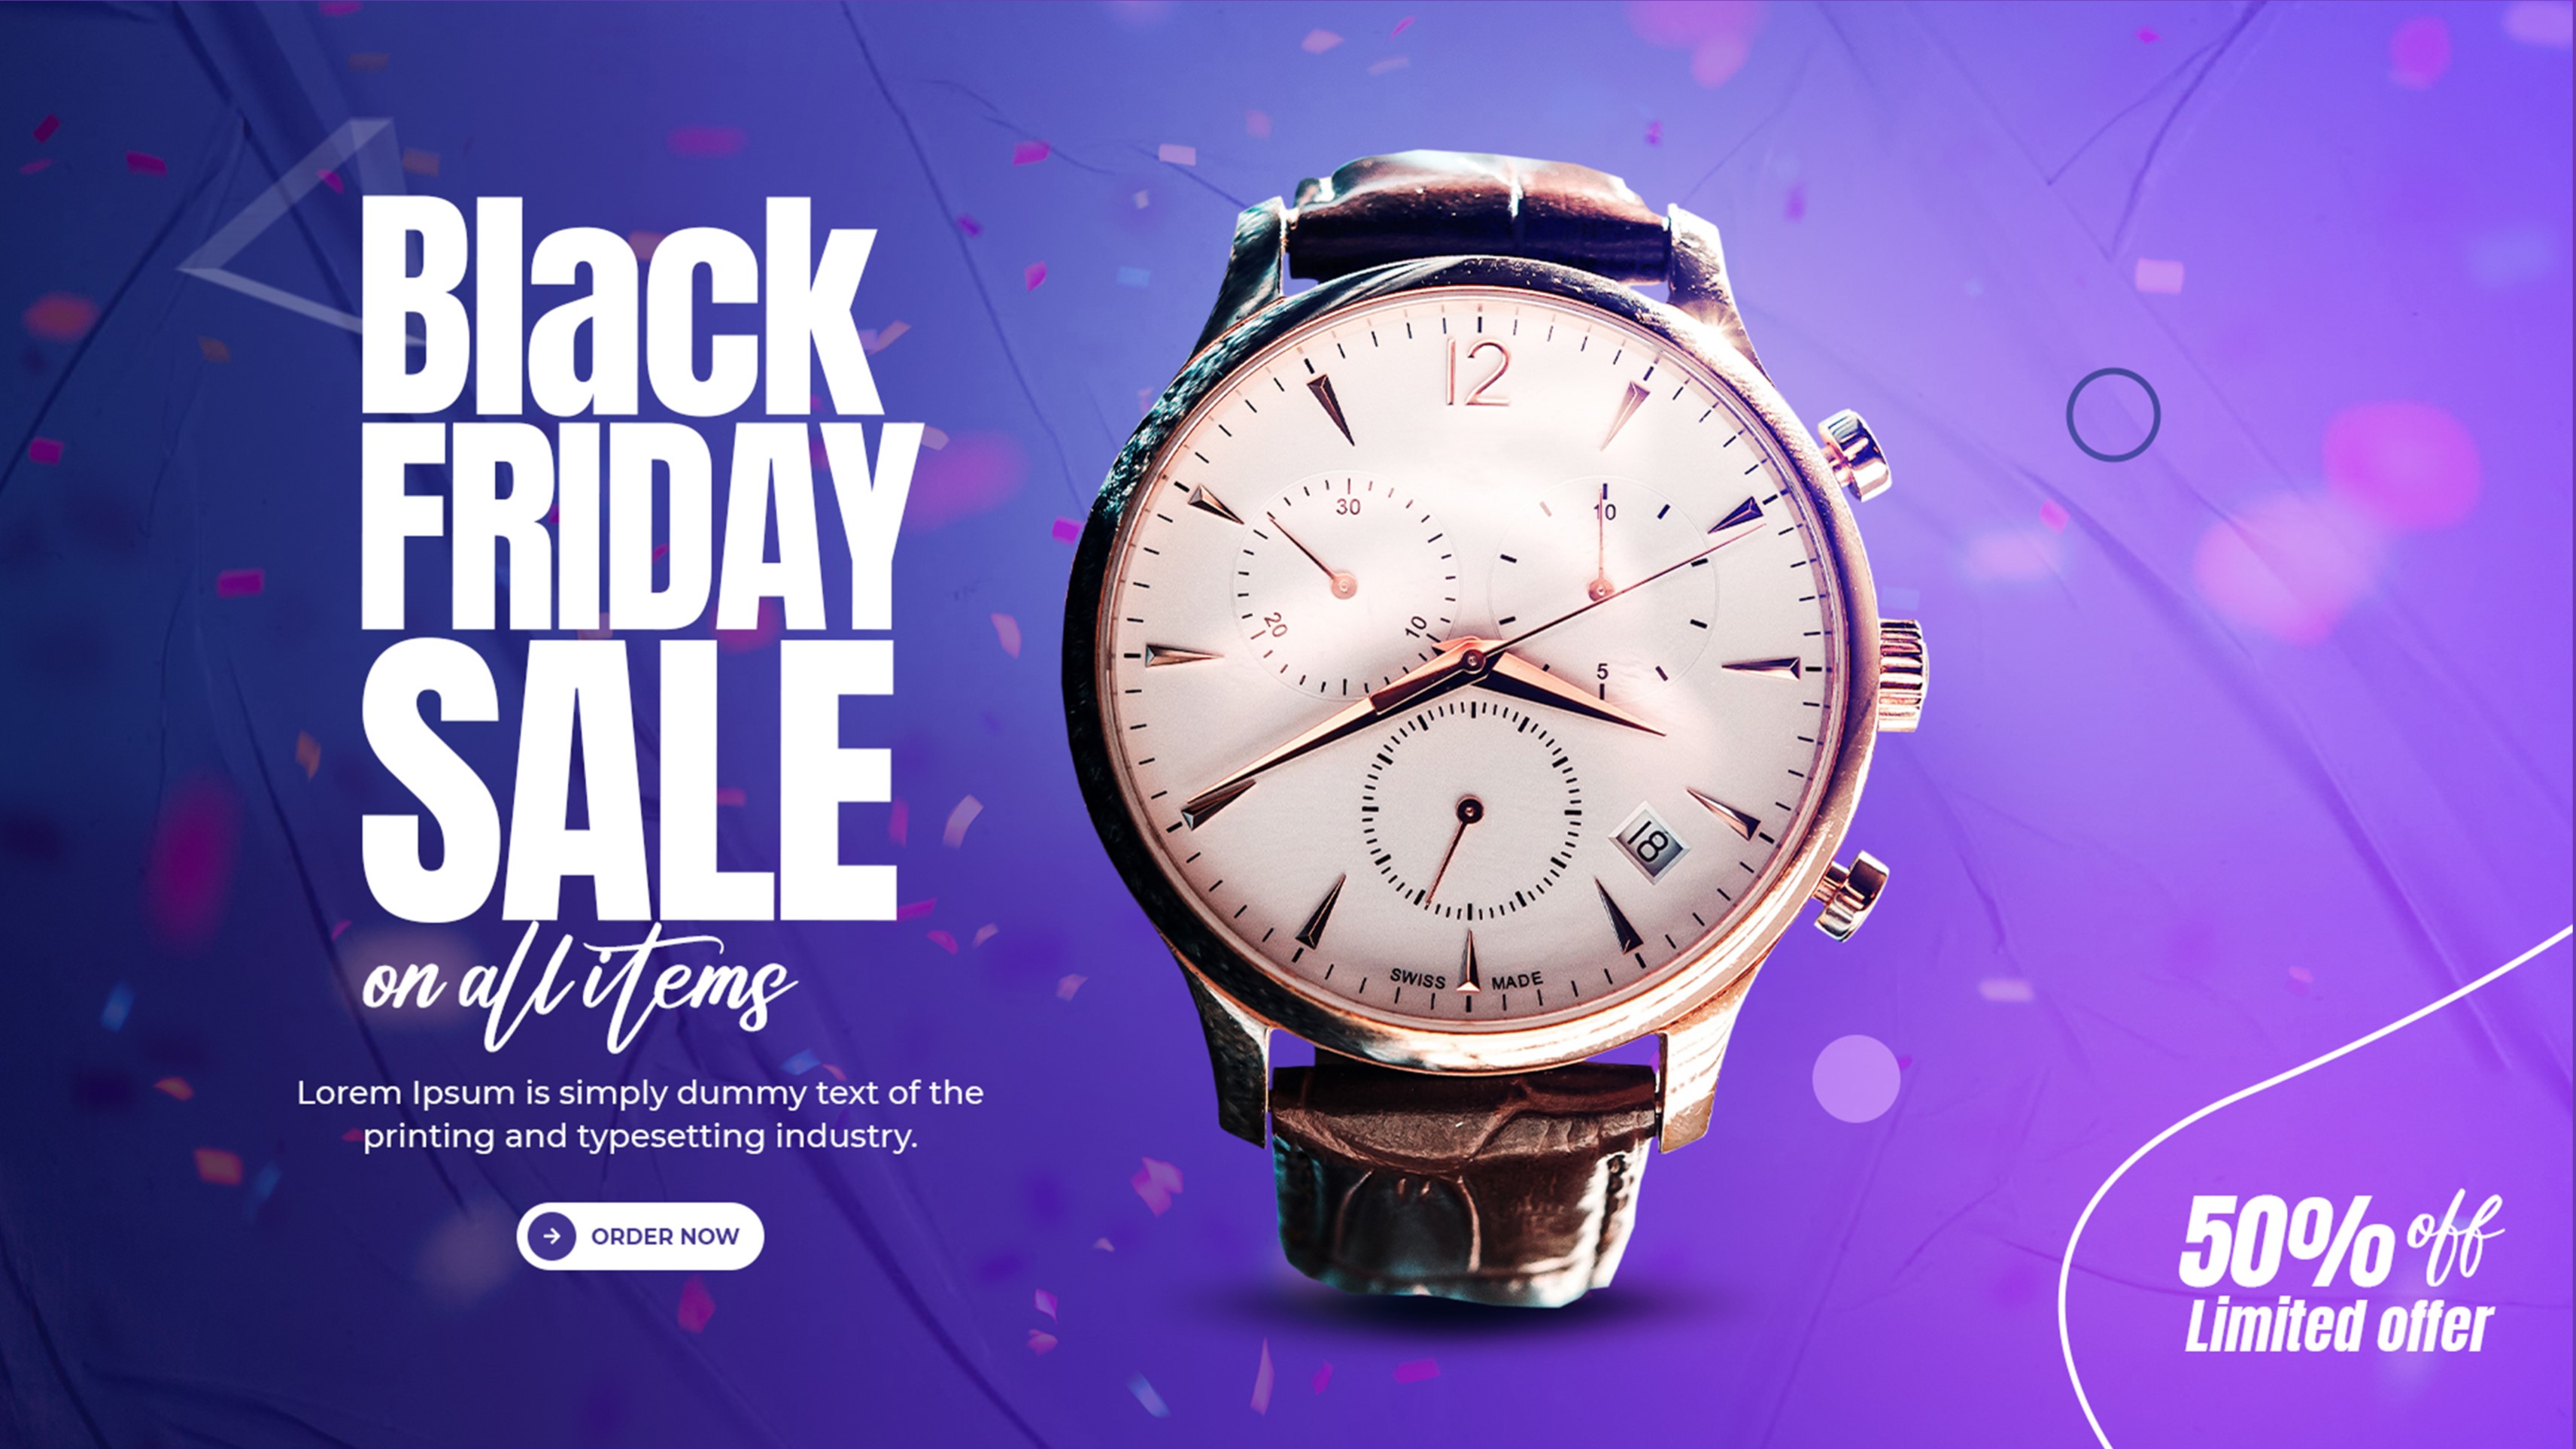 Black
FRIDAY
SALE
on all items
Lorem Ipsum is simply dummy text of the
printing and typesetting industry.
ORDER NOW
12
30
10
20
10
5
18
SWISS MADE
50% off
Limited offer